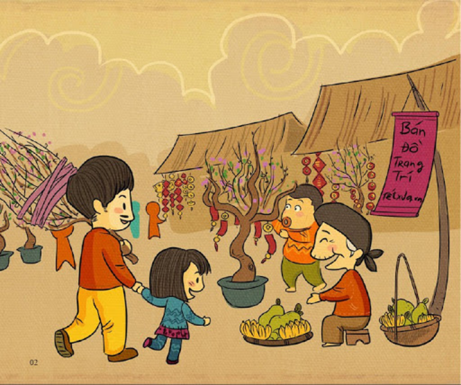 Bán
Đồ
Trang
Trí
02